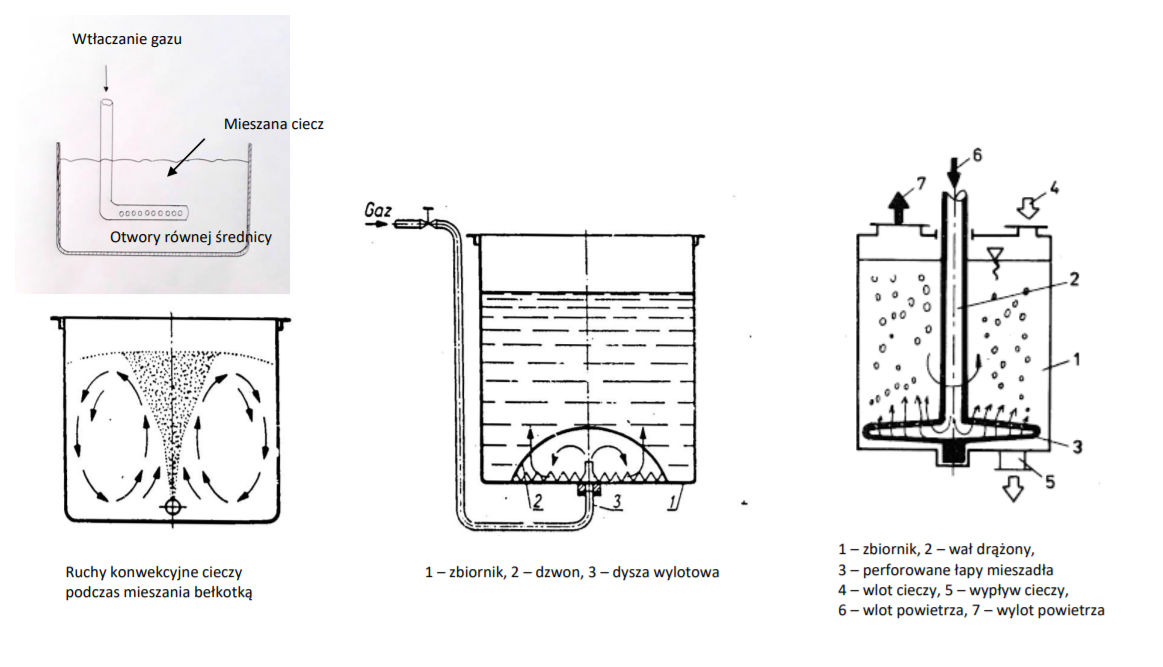 Wtłaczanie gazu
Mieszana ciecz
Otwory równej średnicy
Ruchy konwekcyjne cieczy
podczas mieszania bełkotką
Gaz
2
3
1
1 – zbiornik, 2 – dzwon, 3 – dysza wylotowa
6
7
4
2
1
3
5
1 – zbiornik, 2 – wał drążony,
3 – perforowane łapy mieszadła
4 – wlot cieczy, 5 – wypływ cieczy,
6 – wlot powietrza, 7 – wylot powietrza